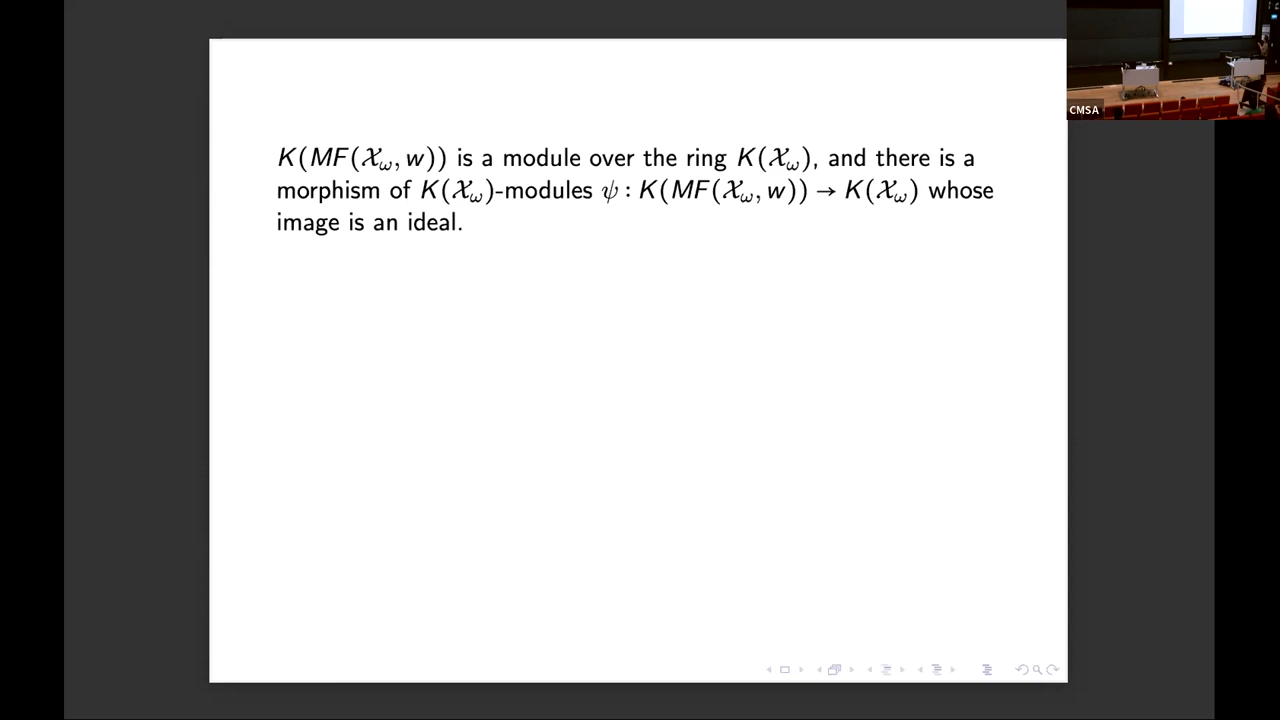 CMSA
K(MF(𝒳_ω, w)) is a module over the ring K(𝒳_ω), and there is a
morphism of K(𝒳_ω)-modules ψ : K(MF(𝒳_ω, w)) → K(𝒳_ω) whose
image is an ideal.